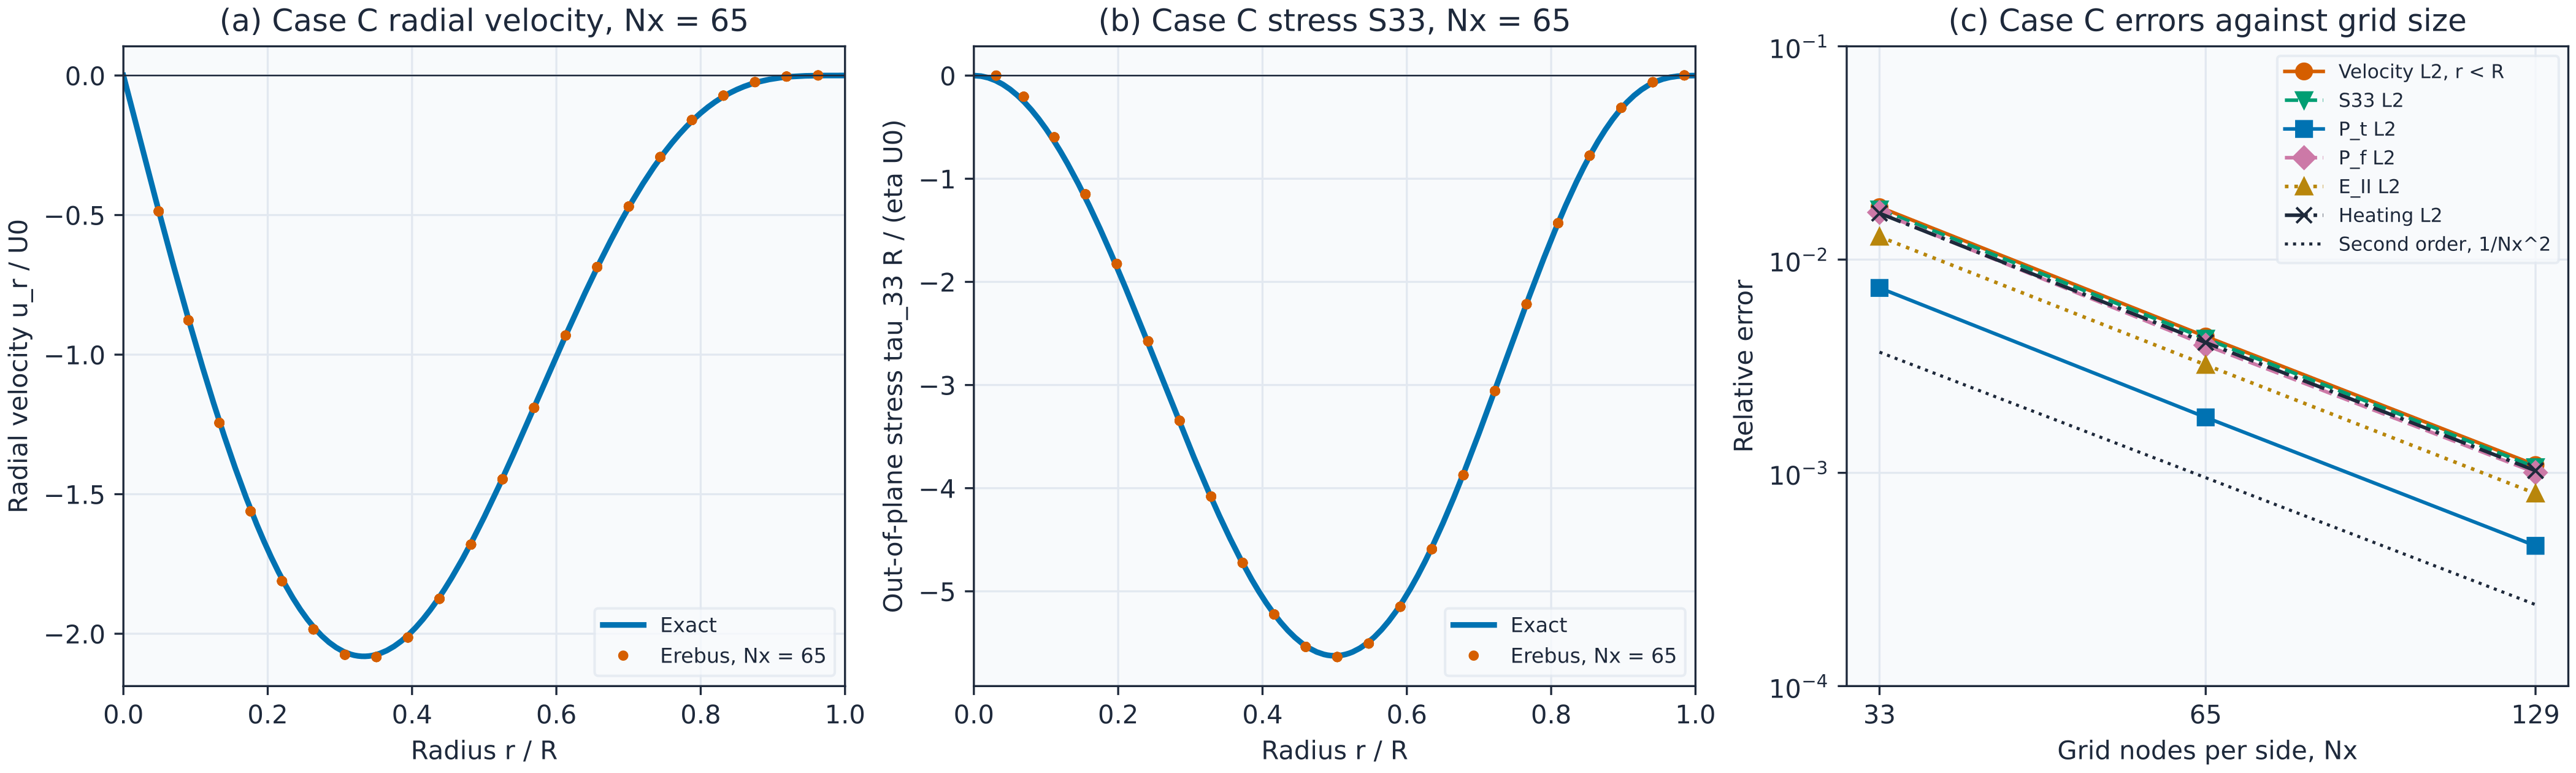 (a) Case C radial velocity, Nx = 65
Radial velocity u_r / U0
0.0
−0.5
−1.0
−1.5
−2.0
Exact
Erebus, Nx = 65
0.0 0.2 0.4 0.6 0.8 1.0
Radius r / R
(b) Case C stress S33, Nx = 65
Out-of-plane stress tau_33 R / (eta U0)
0
−1
−2
−3
−4
−5
Exact
Erebus, Nx = 65
0.0 0.2 0.4 0.6 0.8 1.0
Radius r / R
(c) Case C errors against grid size
Relative error
10⁻¹
10⁻²
10⁻³
10⁻⁴
Velocity L2, r < R
S33 L2
P_t L2
P_f L2
E_II L2
Heating L2
Second order, 1/Nx^2
33 65 129
Grid nodes per side, Nx